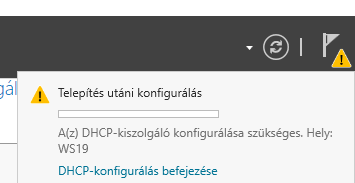 Telepítés utáni konfigurálás
A(z) DHCP-kiszolgáló konfigurálása szükséges. Hely:
WS19
DHCP-konfigurálás befejezése